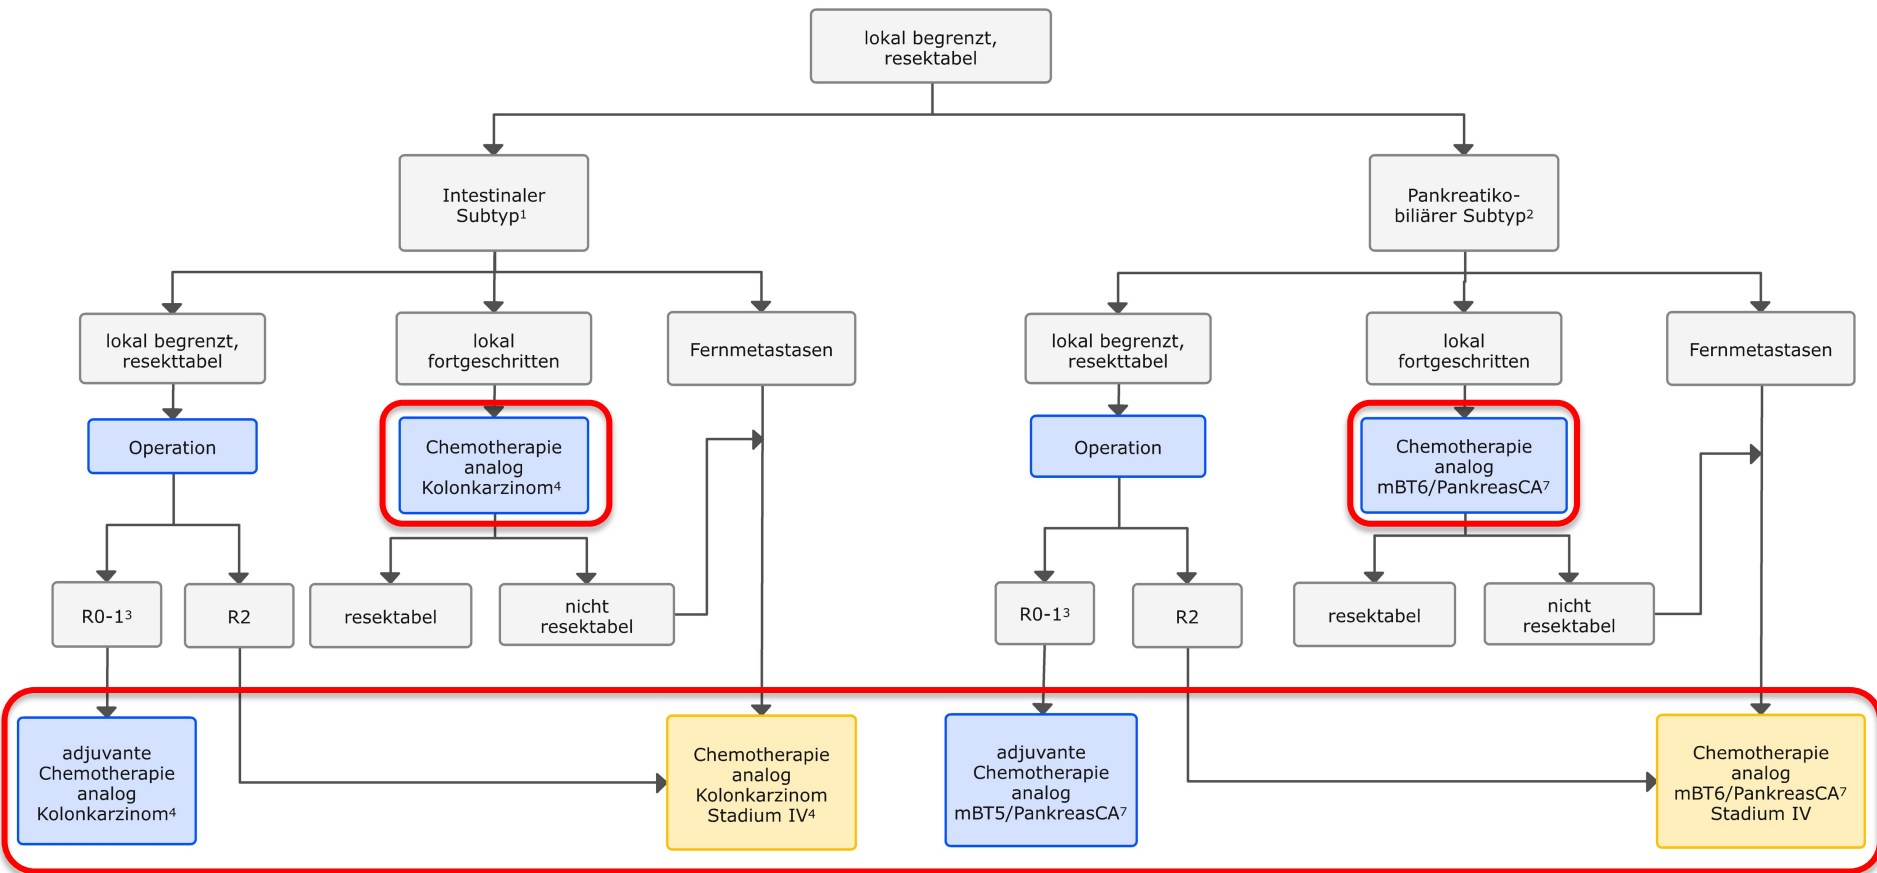 lokal begrenzt,
resektabel
Intestinaler
Subtyp¹
Pankreatiko-
biliärer Subtyp²
lokal begrenzt,
resekttabel
lokal
fortgeschritten
Fernmetastasen
lokal begrenzt,
resekttabel
lokal
fortgeschritten
Fernmetastasen
Operation
Chemotherapie
analog
Kolonkarzinom⁴
Operation
Chemotherapie
analog
mBT6/PankreasCA⁷
R0-1³
R2
resektabel
nicht
resektabel
R0-1³
R2
resektabel
nicht
resektabel
adjuvante
Chemotherapie
analog
Kolonkarzinom⁴
Chemotherapie
analog
Kolonkarzinom
Stadium IV⁴
adjuvante
Chemotherapie
analog
mBT5/PankreasCA⁷
Chemotherapie
analog
mBT6/PankreasCA⁷
Stadium IV